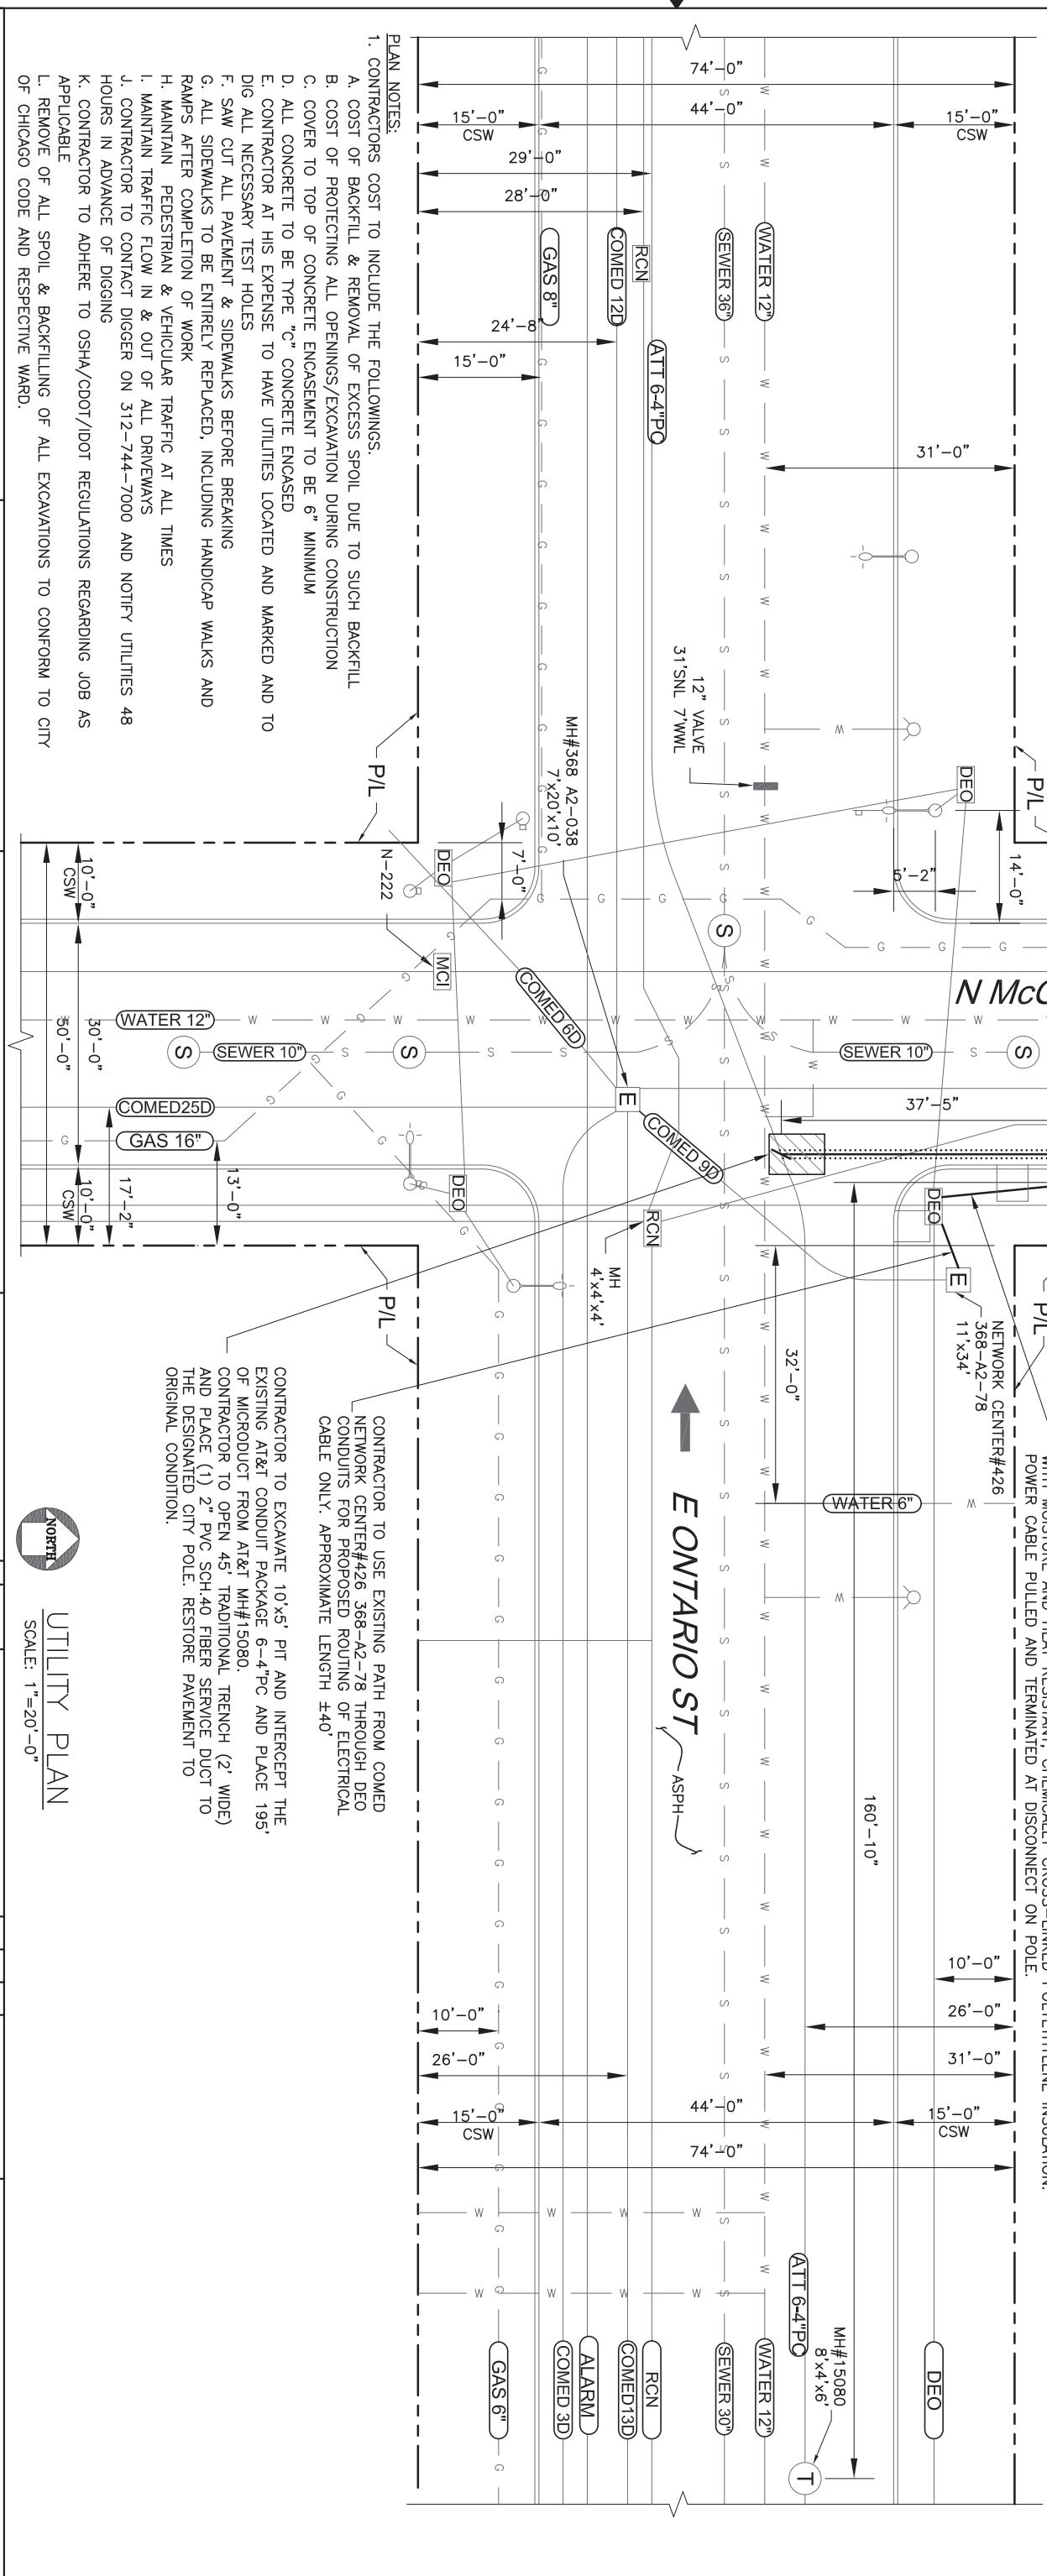 PLAN NOTES:
1. CONTRACTORS COST TO INCLUDE THE FOLLOWINGS.
A. COST OF BACKFILL & REMOVAL OF EXCESS SPOIL DUE TO SUCH BACKFILL
B. COST OF PROTECTING ALL OPENINGS/EXCAVATION DURING CONSTRUCTION
C. COVER TO TOP OF CONCRETE ENCASEMENT TO BE 6" MINIMUM
D. ALL CONCRETE TO BE TYPE "C" CONCRETE ENCASED
E. CONTRACTOR AT HIS EXPENSE TO HAVE UTILITIES LOCATED AND MARKED AND TO
DIG ALL NECESSARY TEST HOLES
F. SAW CUT ALL PAVEMENT & SIDEWALKS BEFORE BREAKING
G. ALL SIDEWALKS TO BE ENTIRELY REPLACED, INCLUDING HANDICAP WALKS AND
RAMPS AFTER COMPLETION OF WORK
H. MAINTAIN PEDESTRIAN & VEHICULAR TRAFFIC AT ALL TIMES
I. MAINTAIN TRAFFIC FLOW IN & OUT OF ALL DRIVEWAYS
J. CONTRACTOR TO CONTACT DIGGER ON 312-744-7000 AND NOTIFY UTILITIES 48
HOURS IN ADVANCE OF DIGGING
K. CONTRACTOR TO ADHERE TO OSHA/CDOT/IDOT REGULATIONS REGARDING JOB AS
APPLICABLE
L. REMOVE OF ALL SPOIL & BACKFILLING OF ALL EXCAVATIONS TO CONFORM TO CITY
OF CHICAGO CODE AND RESPECTIVE WARD.
74'-0"
44'-0"
15'-0"
CSW
15'-0"
CSW
29'-0"
28'-0"
24'-8"
15'-0"
31'-0"
GAS 8"
COMED 12D
RCN
ATT 6-4"PC
SEWER 36"
WATER 12"
12" VALVE
31'SNL 7'WWL
MH#368 A2-038
7'x20'x10'
P/L
P/L
DEO
14'-0"
5'-2"
7'-0"
DEO
N-222
MCI
10'-0"
CSW
30'-0"
50'-0"
10'-0"
CSW
17'-2"
13'-0"
WATER 12"
SEWER 10"
COMED25D
GAS 16"
S
S
S
S
COMED 6D
E
COMED 9D
SEWER 10"
N McC
37'-5"
DEO
DEO
RCN
MH
4'x4'x4'
E
NETWORK CENTER#426
368-A2-78
11'x34'
P/L
P/L
32'-0"
WATER 6"
E ONTARIO ST
ASPH
160'-10"
POWER CABLE PULLED AND TERMINATED AT DISCONNECT ON POLE.
CONTRACTOR TO USE EXISTING PATH FROM COMED
NETWORK CENTER#426 368-A2-78 THROUGH DEO
CONDUITS FOR PROPOSED ROUTING OF ELECTRICAL
CABLE ONLY. APPROXIMATE LENGTH ±40'
CONTRACTOR TO EXCAVATE 10'x5' PIT AND INTERCEPT THE
EXISTING AT&T CONDUIT PACKAGE 6-4"PC AND PLACE 195'
OF MICRODUCT FROM AT&T MH#15080.
CONTRACTOR TO OPEN 45' TRADITIONAL TRENCH (2' WIDE)
AND PLACE (1) 2" PVC SCH.40 FIBER SERVICE DUCT TO
THE DESIGNATED CITY POLE. RESTORE PAVEMENT TO
ORIGINAL CONDITION.
NORTH
UTILITY PLAN
SCALE: 1"=20'-0"
10'-0"
26'-0"
31'-0"
10'-0"
26'-0"
15'-0"
CSW
44'-0"
15'-0"
CSW
74'-0"
GAS 6"
COMED 3D
ALARM
COMED13D
RCN
SEWER 30"
WATER 12"
ATT 6-4"PC
MH#15080
8'x4'x6'
T
DEO